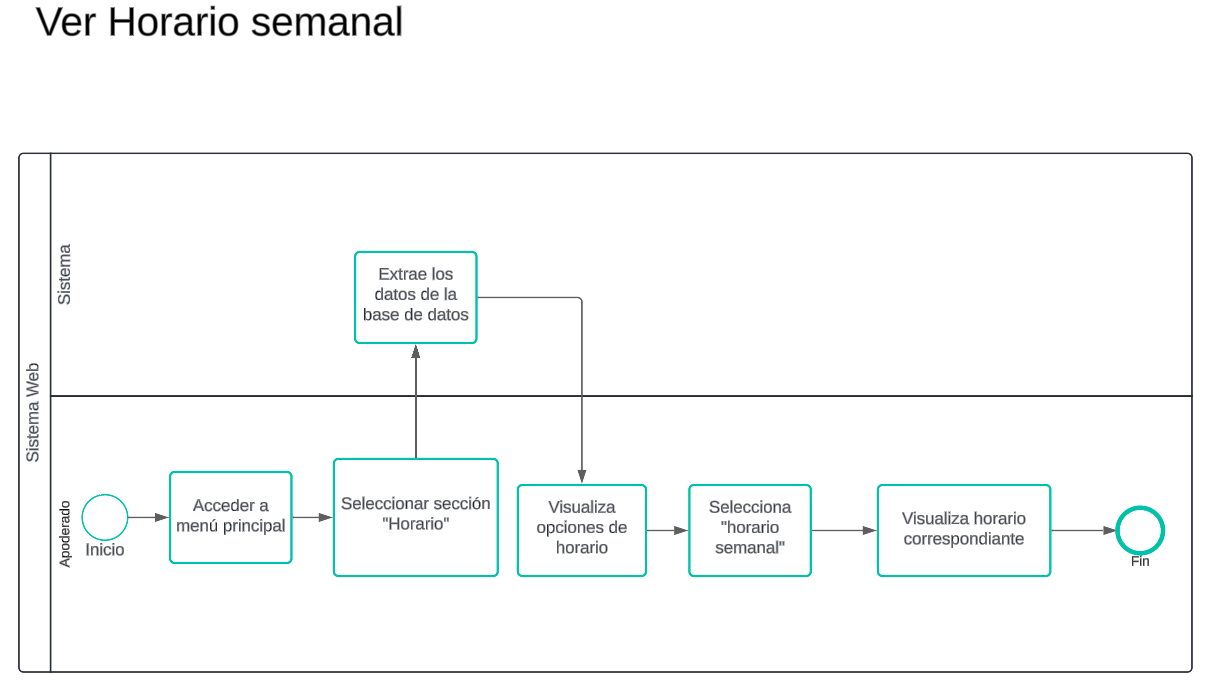 Ver Horario semanal
Sistema Web
Sistema
Extrae los
datos de la
base de datos
Apoderado
Inicio
Acceder a
menú principal
Seleccionar sección
"Horario"
Visualiza
opciones de
horario
Selecciona
"horario
semanal"
Visualiza horario
correspondiante
Fin